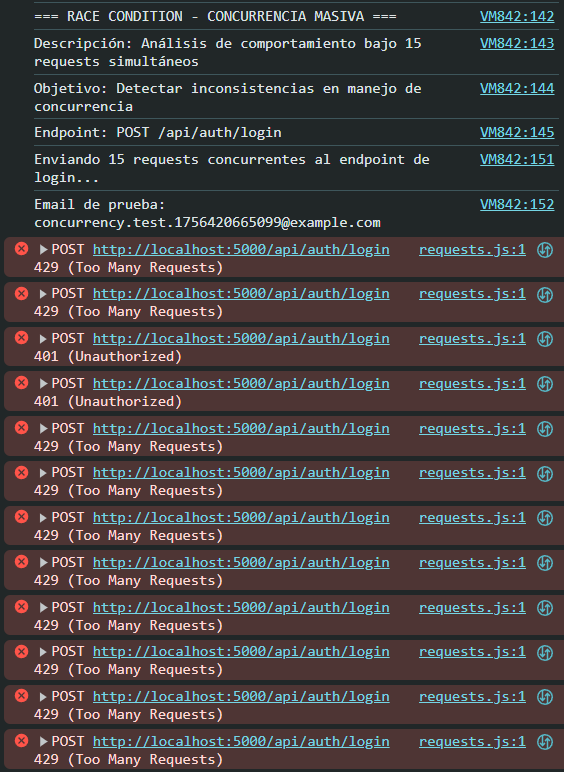 === RACE CONDITION - CONCURRENCIA MASIVA === VM842:142
Descripción: Análisis de comportamiento bajo 15 VM842:143
requests simultáneos
Objetivo: Detectar inconsistencias en manejo de VM842:144
concurrencia
Endpoint: POST /api/auth/login VM842:145
Enviando 15 requests concurrentes al endpoint de VM842:151
login...
Email de prueba: VM842:152
concurrency.test.1756420665099@example.com
POST http://localhost:5000/api/auth/login requests.js:1
429 (Too Many Requests)
POST http://localhost:5000/api/auth/login requests.js:1
429 (Too Many Requests)
POST http://localhost:5000/api/auth/login requests.js:1
401 (Unauthorized)
POST http://localhost:5000/api/auth/login requests.js:1
401 (Unauthorized)
POST http://localhost:5000/api/auth/login requests.js:1
429 (Too Many Requests)
POST http://localhost:5000/api/auth/login requests.js:1
429 (Too Many Requests)
POST http://localhost:5000/api/auth/login requests.js:1
429 (Too Many Requests)
POST http://localhost:5000/api/auth/login requests.js:1
429 (Too Many Requests)
POST http://localhost:5000/api/auth/login requests.js:1
429 (Too Many Requests)
POST http://localhost:5000/api/auth/login requests.js:1
429 (Too Many Requests)
POST http://localhost:5000/api/auth/login requests.js:1
429 (Too Many Requests)
POST http://localhost:5000/api/auth/login requests.js:1
429 (Too Many Requests)